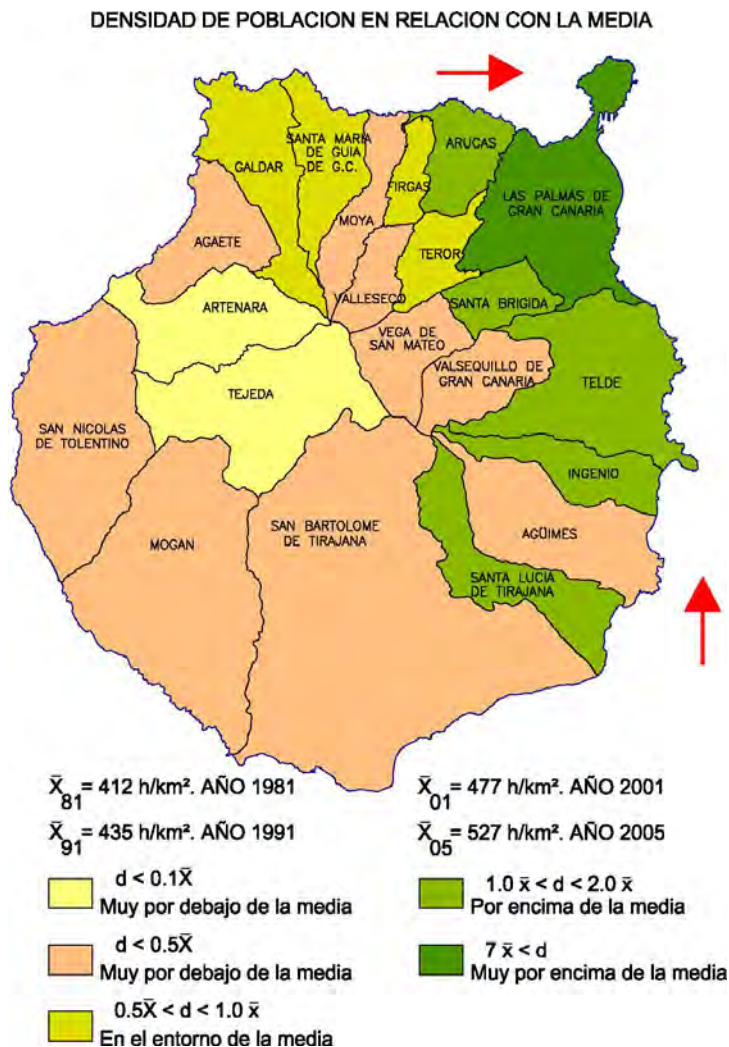 DENSIDAD DE POBLACION EN RELACION CON LA MEDIA
SANTA MARIA
DE GUIA
DE G.C.
GALDAR
ARUCAS
FIRGAS
LAS PALMAS DE
GRAN CANARIA
MOYA
AGAETE
TEROR
VALLESECO
SANTA BRIGIDA
ARTENARA
VEGA DE
SAN MATEO
VALSEQUILLO DE
GRAN CANARIA
TELDE
TEJEDA
SAN NICOLAS
DE TOLENTINO
INGENIO
SAN BARTOLOME
DE TIRAJANA
AGÜIMES
MOGAN
SANTA LUCIA
DE TIRAJANA
X̄81 = 412 h/km². AÑO 1981
X̄91 = 435 h/km². AÑO 1991
X̄01 = 477 h/km². AÑO 2001
X̄05 = 527 h/km². AÑO 2005
d < 0.1X̄
Muy por debajo de la media
d < 0.5X̄
Muy por debajo de la media
0.5X̄ < d < 1.0 x̄
En el entorno de la media
1.0 x̄ < d < 2.0 x̄
Por encima de la media
7 x̄ < d
Muy por encima de la media